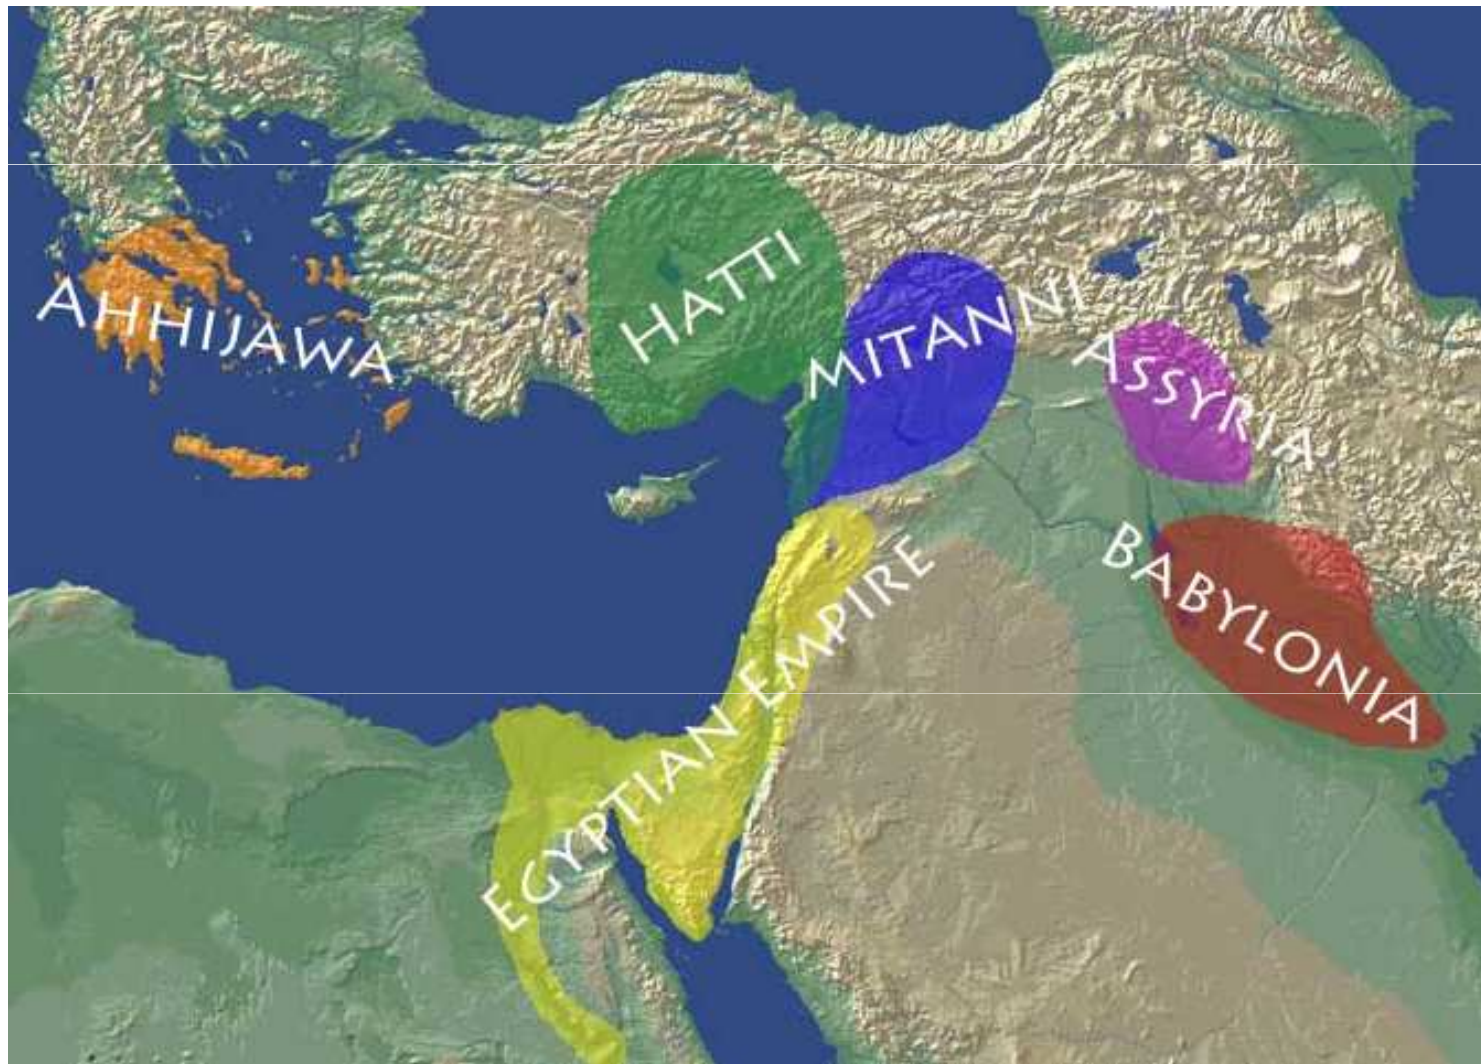 HATTI
MITANNI
AHHIJAWA
ASSYRIA
BABYLONIA
EGYPTIAN EMPIRE